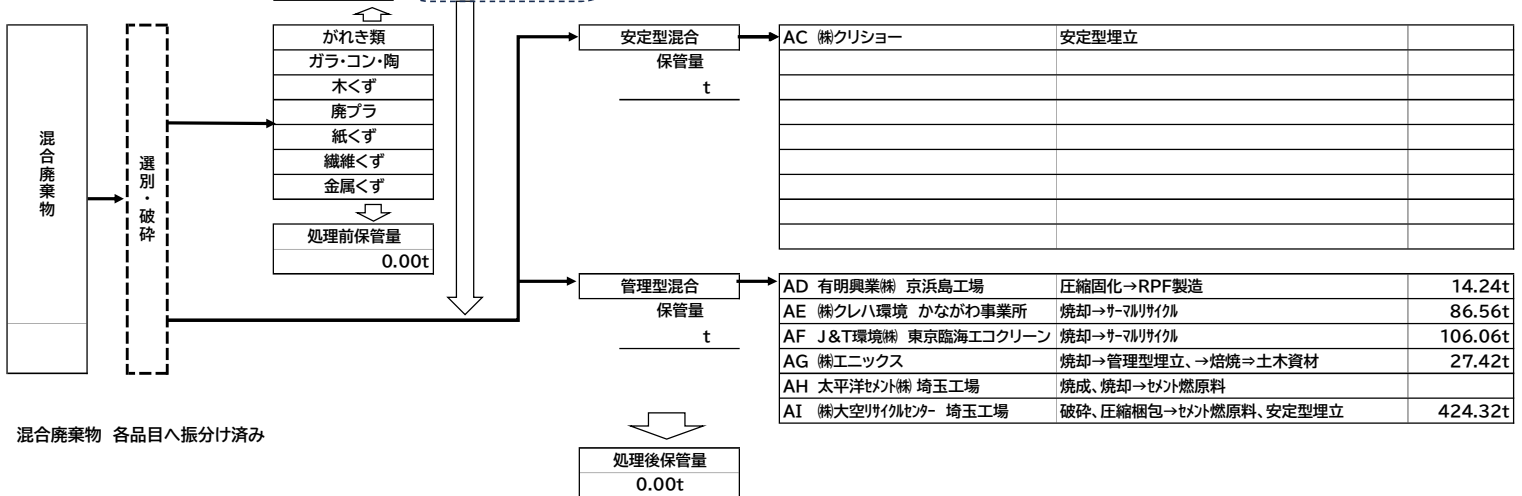 混合廃棄物
選別・破砕
がれき類
ガラ・コン・陶
木くず
廃プラ
紙くず
繊維くず
金属くず
処理前保管量
0.00t
安定型混合
保管量
t
AC ㈱クリショー 安定型埋立
管理型混合
保管量
t
AD 有明興業㈱ 京浜島工場 圧縮固化→RPF製造 14.24t
AE ㈱クレハ環境 かながわ事業所 焼却→ｻｰﾏﾙﾘｻｲｸﾙ 86.56t
AF J&T環境㈱ 東京臨海エコクリーン 焼却→ｻｰﾏﾙﾘｻｲｸﾙ 106.06t
AG ㈱エニックス 焼却→管理型埋立、→焙焼⇒土木資材 27.42t
AH 太平洋ｾﾒﾝﾄ㈱ 埼玉工場 焼成、焼却→ｾﾒﾝﾄ燃原料
AI ㈱大空ﾘｻｲｸﾙｾﾝﾀｰ 埼玉工場 破砕、圧縮梱包→ｾﾒﾝﾄ燃原料、安定型埋立 424.32t
混合廃棄物 各品目へ振分け済み
処理後保管量
0.00t